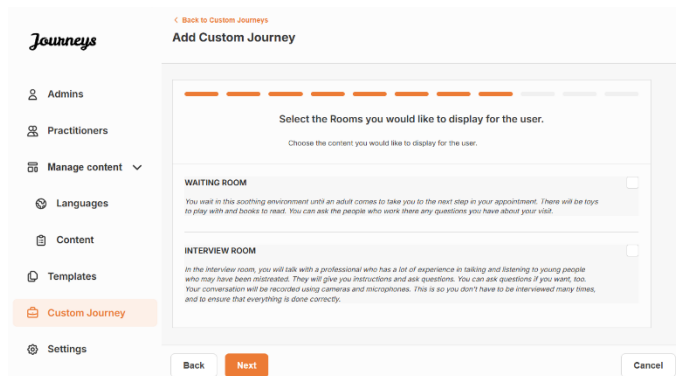 < Back to Custom Journeys
Add Custom Journey
Journeys
Admins
Practitioners
Manage content
Languages
Content
Templates
Custom Journey
Settings
Select the Rooms you would like to display for the user.
Choose the content you would like to display for the user.
WAITING ROOM
You wait in this soothing environment until an adult comes to take you to the next step in your appointment. There will be toys
to play with and books to read. You can ask the people who work there any questions you have about your visit.
INTERVIEW ROOM
In the interview room, you will talk with a professional who has a lot of experience in talking and listening to young people
who may have been mistreated. They will give you instructions and ask questions. You can ask questions if you want, too.
Your conversation will be recorded using cameras and microphones. This is so you don't have to be interviewed many times,
and to ensure that everything is done correctly.
Back
Next
Cancel